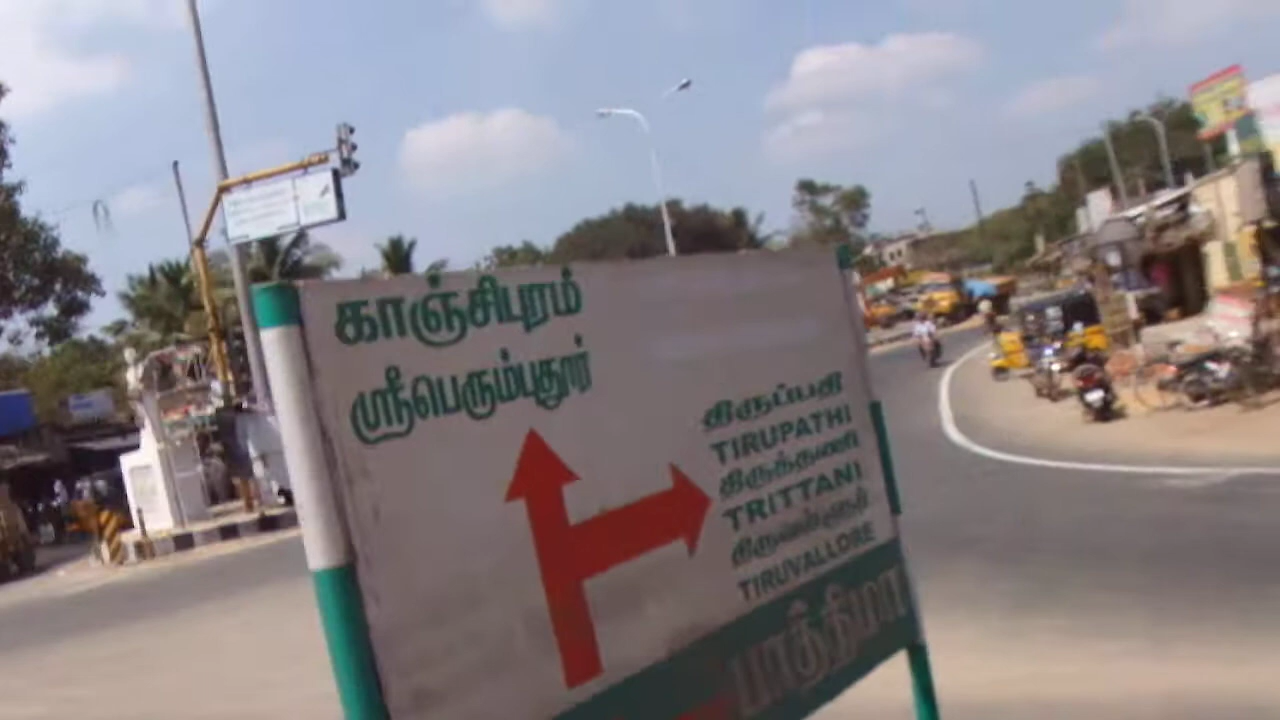 காஞ்சிபுரம்
ஸ்ரீபெரும்புதூர்
திருப்பதி
TIRUPATHI
திருத்தணி
TRITTANI
திருவள்ளூர்
TIRUVALLORE
பாத்திமா